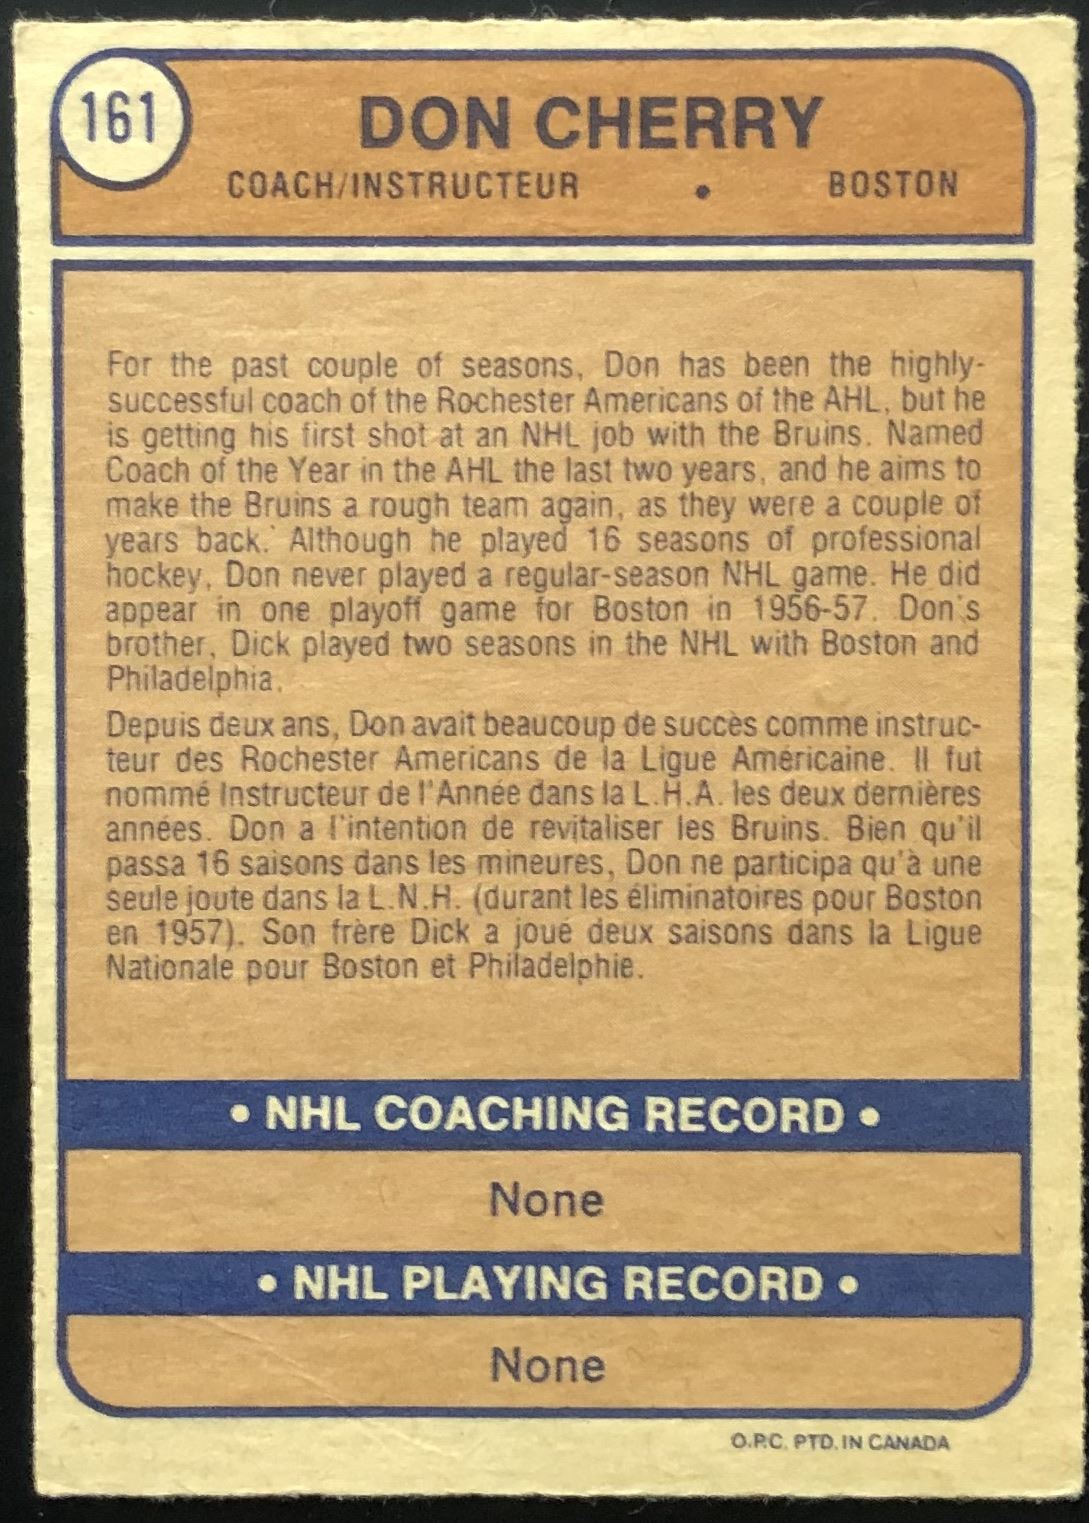 161
DON CHERRY
COACH/INSTRUCTEUR • BOSTON
For the past couple of seasons, Don has been the highly-
successful coach of the Rochester Americans of the AHL, but he
is getting his first shot at an NHL job with the Bruins. Named
Coach of the Year in the AHL the last two years, and he aims to
make the Bruins a rough team again, as they were a couple of
years back. Although he played 16 seasons of professional
hockey, Don never played a regular-season NHL game. He did
appear in one playoff game for Boston in 1956-57. Don's
brother, Dick played two seasons in the NHL with Boston and
Philadelphia.
Depuis deux ans, Don avait beaucoup de succès comme instruc-
teur des Rochester Americans de la Ligue Américaine. Il fut
nommé Instructeur de l'Année dans la L.H.A. les deux dernières
années. Don a l'intention de revitaliser les Bruins. Bien qu'il
passa 16 saisons dans les mineures, Don ne participa qu'à une
seule joute dans la L.N.H. (durant les éliminatoires pour Boston
en 1957). Son frère Dick a joué deux saisons dans la Ligue
Nationale pour Boston et Philadelphie.
• NHL COACHING RECORD •
None
• NHL PLAYING RECORD •
None
O.P.C. PTD. IN CANADA